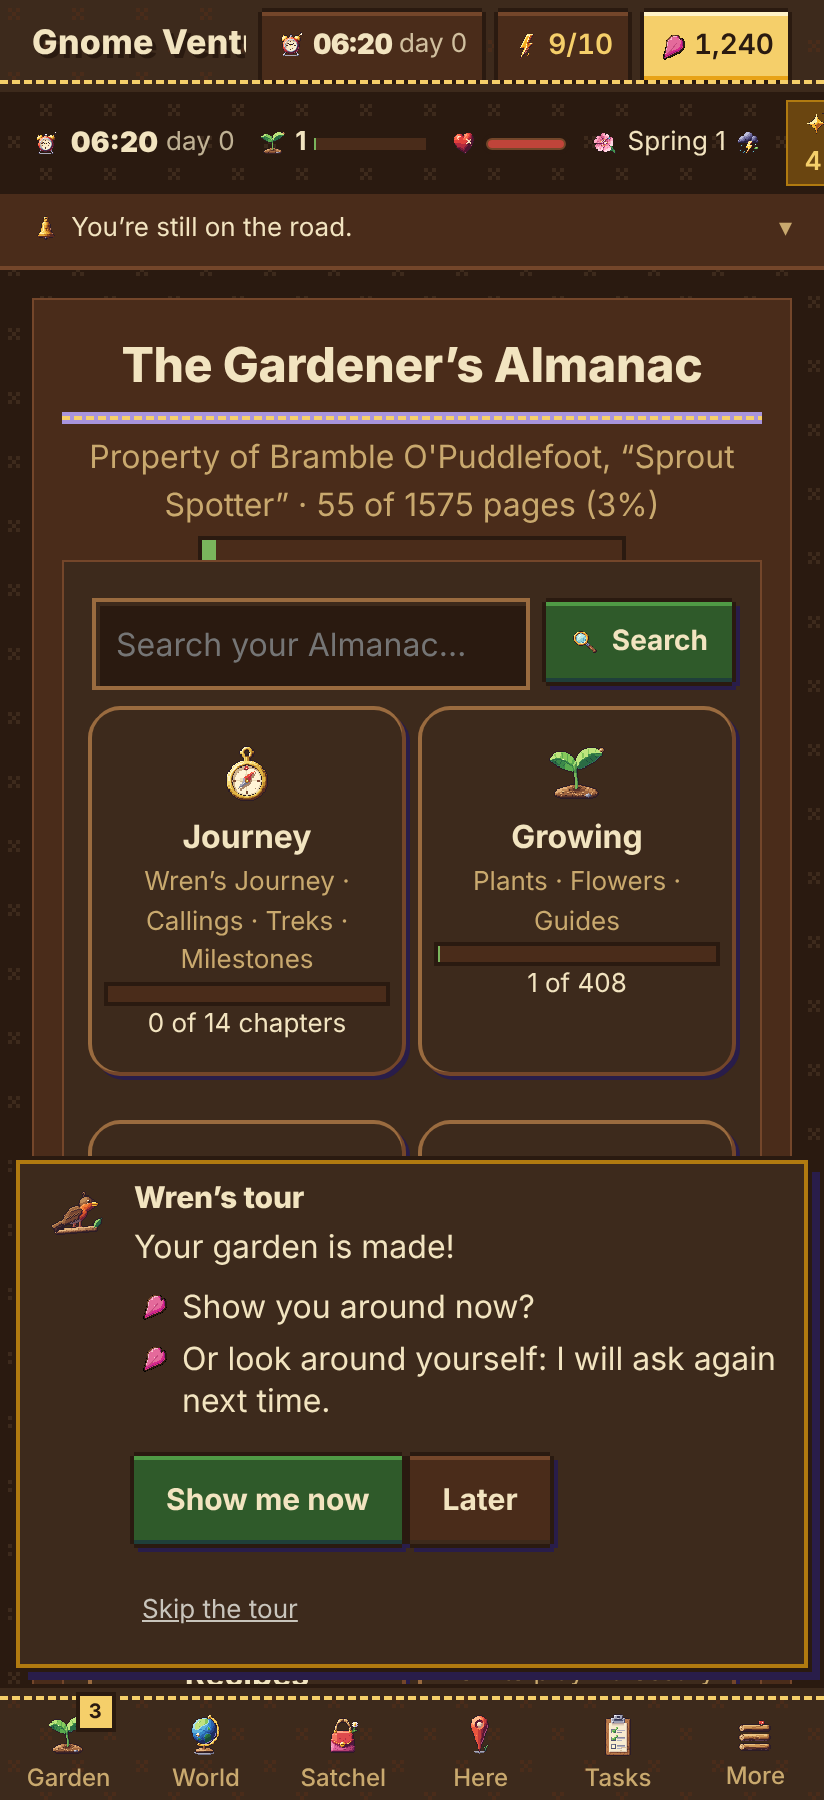 Gnome Ventu
06:20 day 0
9/10
1,240
06:20 day 0
1
Spring 1
4
You’re still on the road.
The Gardener’s Almanac
Property of Bramble O'Puddlefoot, “Sprout
Spotter” · 55 of 1575 pages (3%)
Search your Almanac...
Search
Journey
Wren’s Journey ·
Callings · Treks ·
Milestones
0 of 14 chapters
Growing
Plants · Flowers ·
Guides
1 of 408
Wren’s tour
Your garden is made!
Show you around now?
Or look around yourself: I will ask again
next time.
Show me now
Later
Skip the tour
Recipes
3
Garden
World
Satchel
Here
Tasks
More